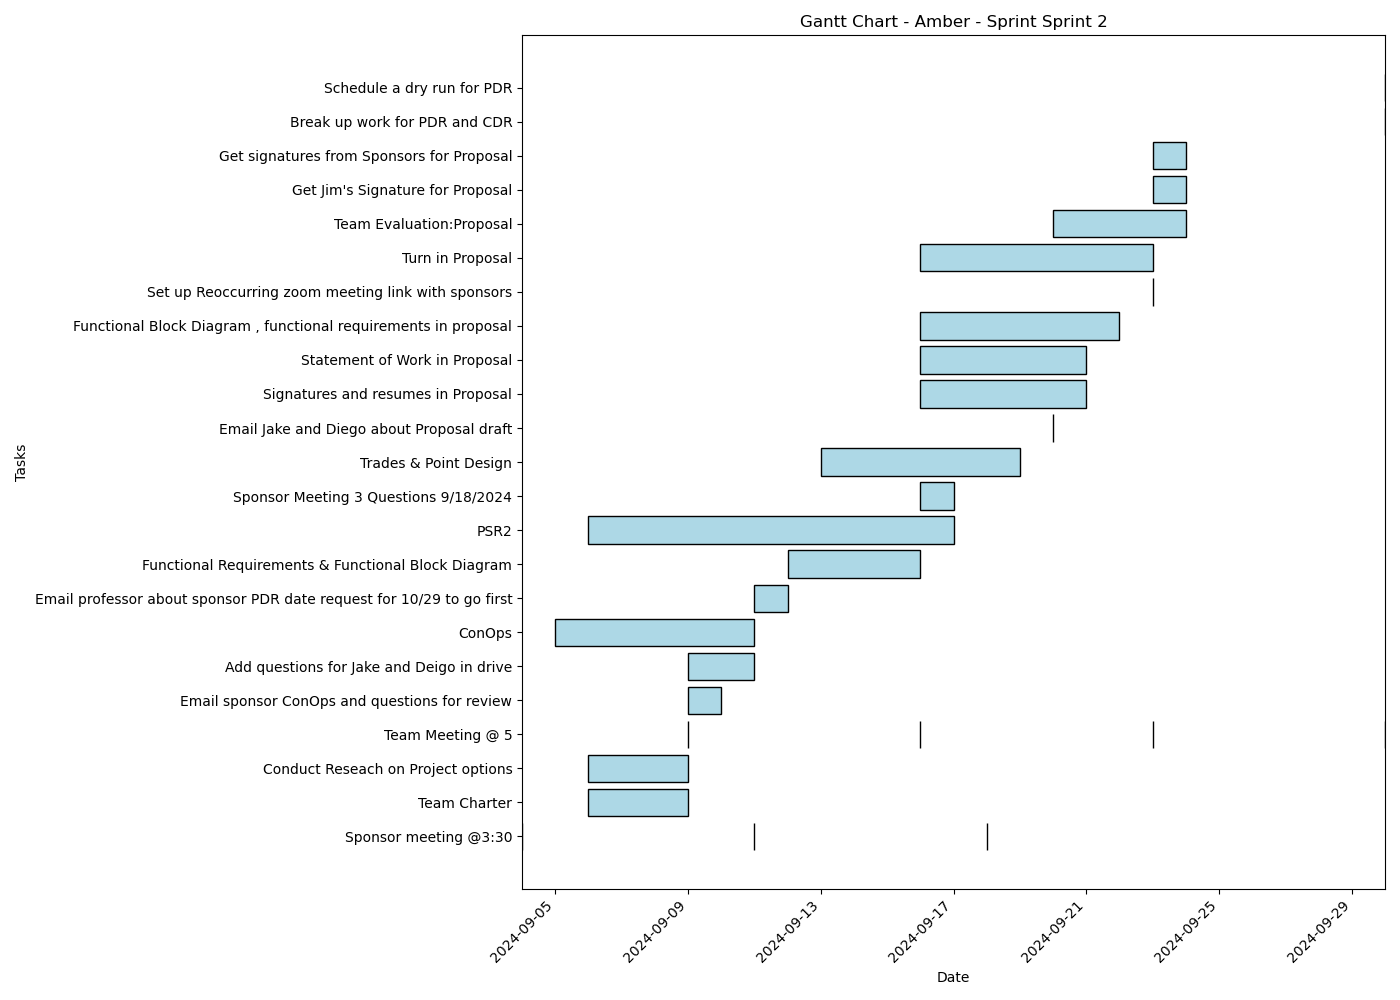 Gantt Chart - Amber - Sprint Sprint 2
Schedule a dry run for PDR
Break up work for PDR and CDR
Get signatures from Sponsors for Proposal
Get Jim's Signature for Proposal
Team Evaluation:Proposal
Turn in Proposal
Set up Reoccurring zoom meeting link with sponsors
Functional Block Diagram , functional requirements in proposal
Statement of Work in Proposal
Signatures and resumes in Proposal
Email Jake and Diego about Proposal draft
Trades & Point Design
Sponsor Meeting 3 Questions 9/18/2024
PSR2
Functional Requirements & Functional Block Diagram
Email professor about sponsor PDR date request for 10/29 to go first
ConOps
Add questions for Jake and Deigo in drive
Email sponsor ConOps and questions for review
Team Meeting @ 5
Conduct Reseach on Project options
Team Charter
Sponsor meeting @3:30
Tasks
2024-09-05
2024-09-09
2024-09-13
2024-09-17
2024-09-21
2024-09-25
2024-09-29
Date